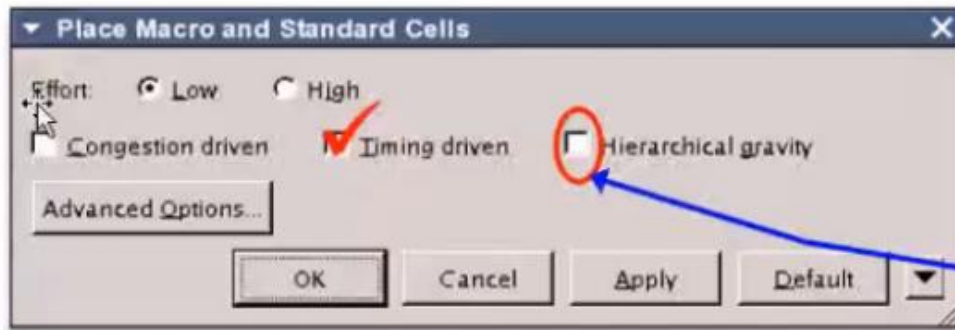 Place Macro and Standard Cells
Effort: Low High
Congestion driven Timing driven Hierarchical gravity
Advanced Options...
OK Cancel Apply Default